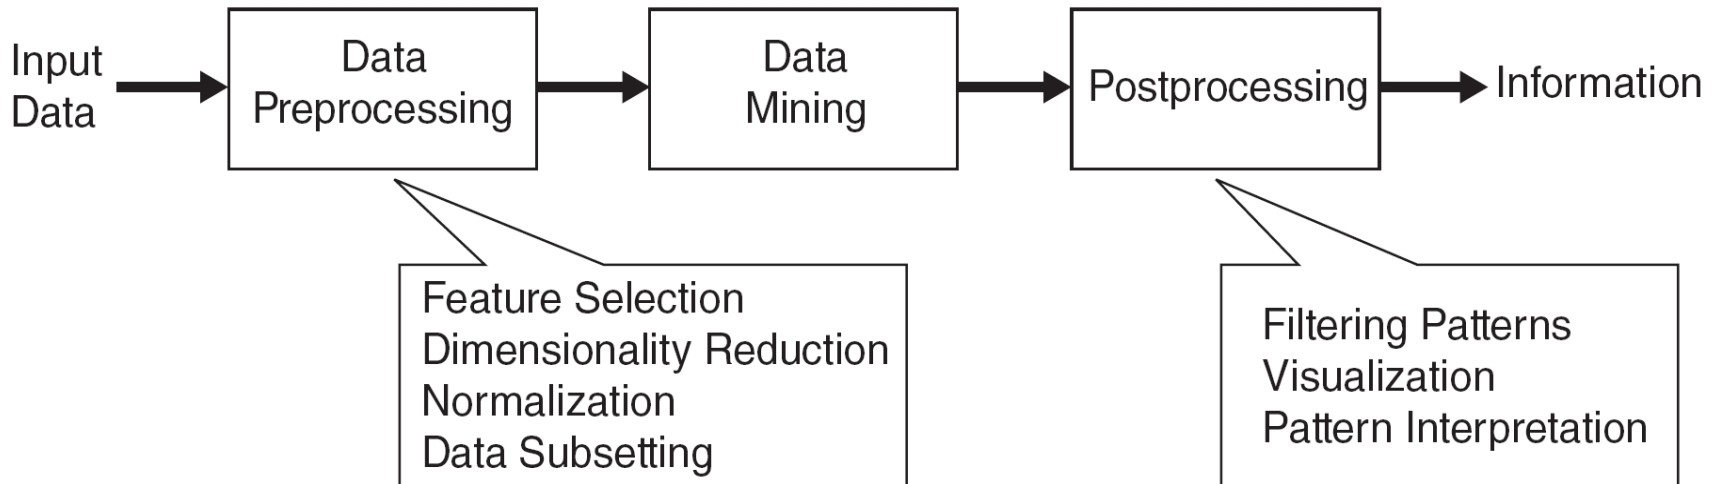 Input
Data
Data
Preprocessing
Data
Mining
Postprocessing
Information
Feature Selection
Dimensionality Reduction
Normalization
Data Subsetting
Filtering Patterns
Visualization
Pattern Interpretation